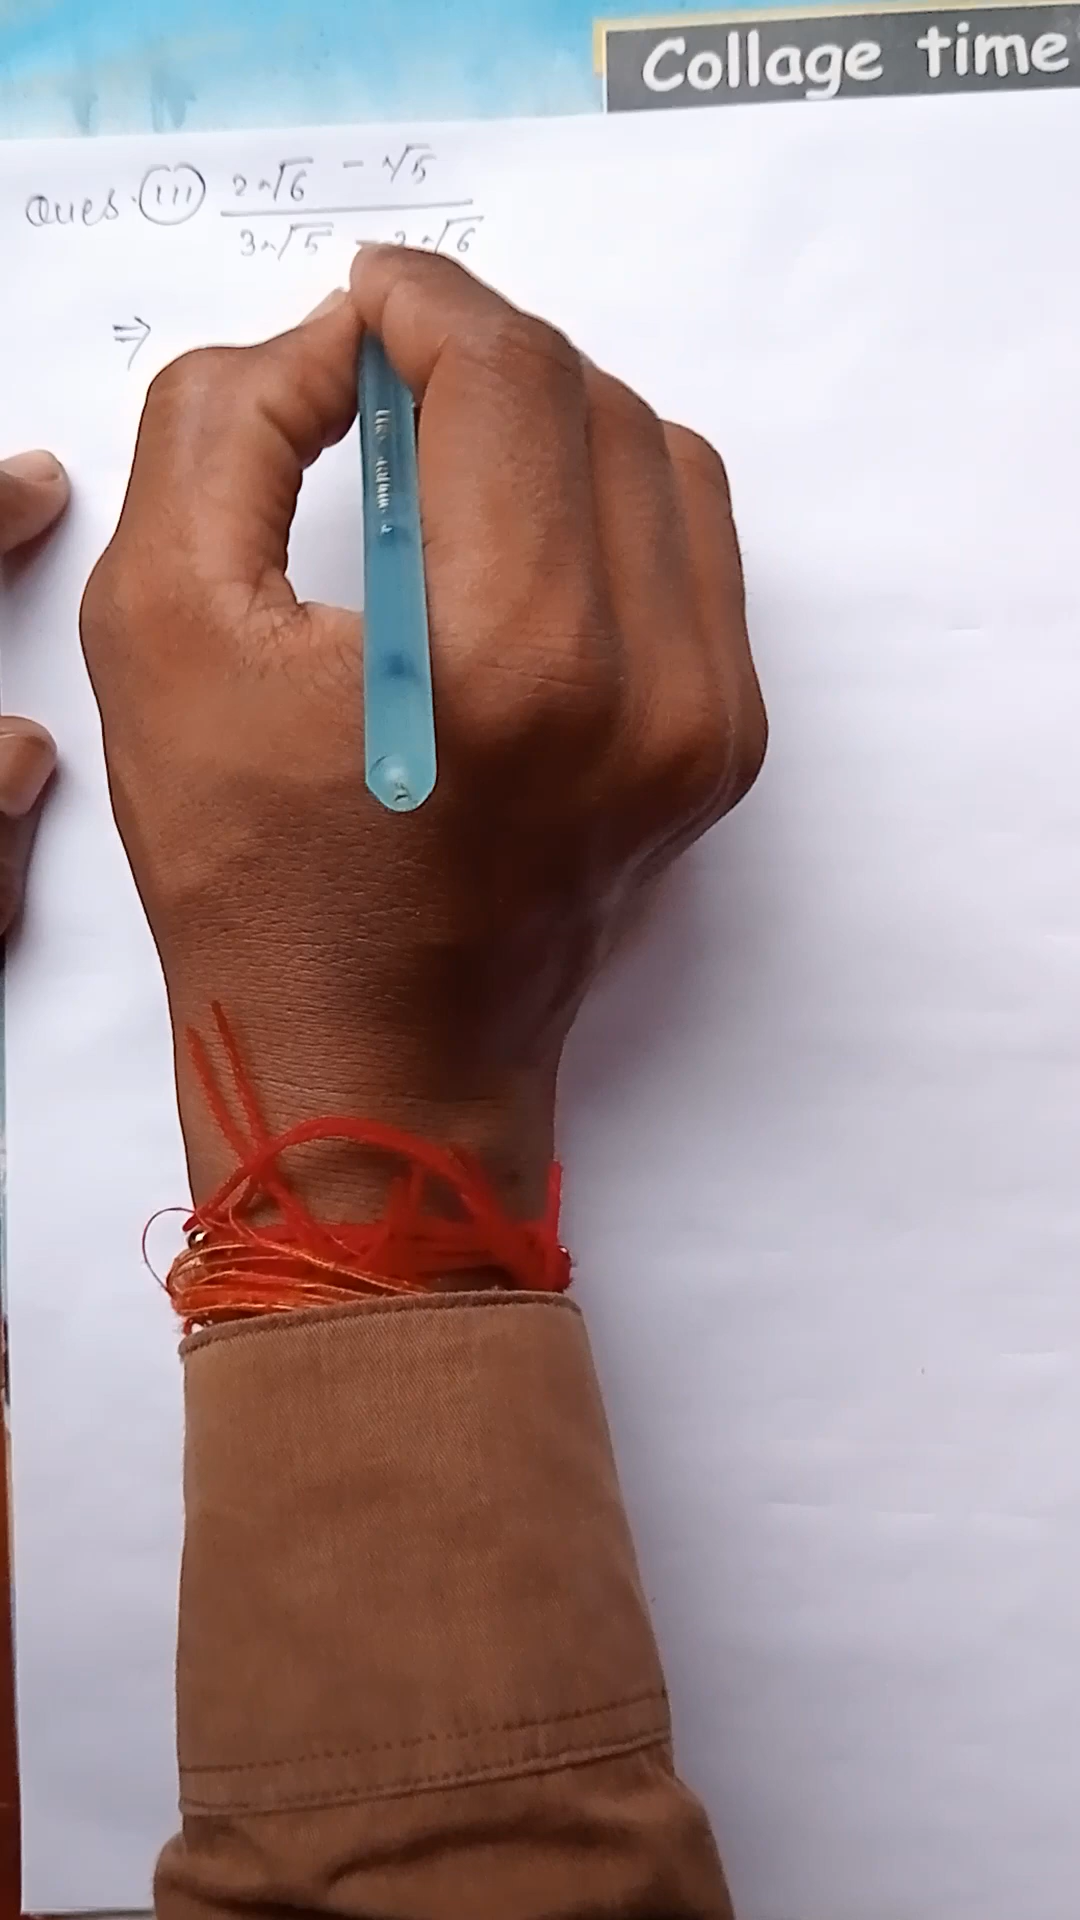 Collage time
Ques. (iii) 2√6 - √5
3√5 - 2√6
⇒